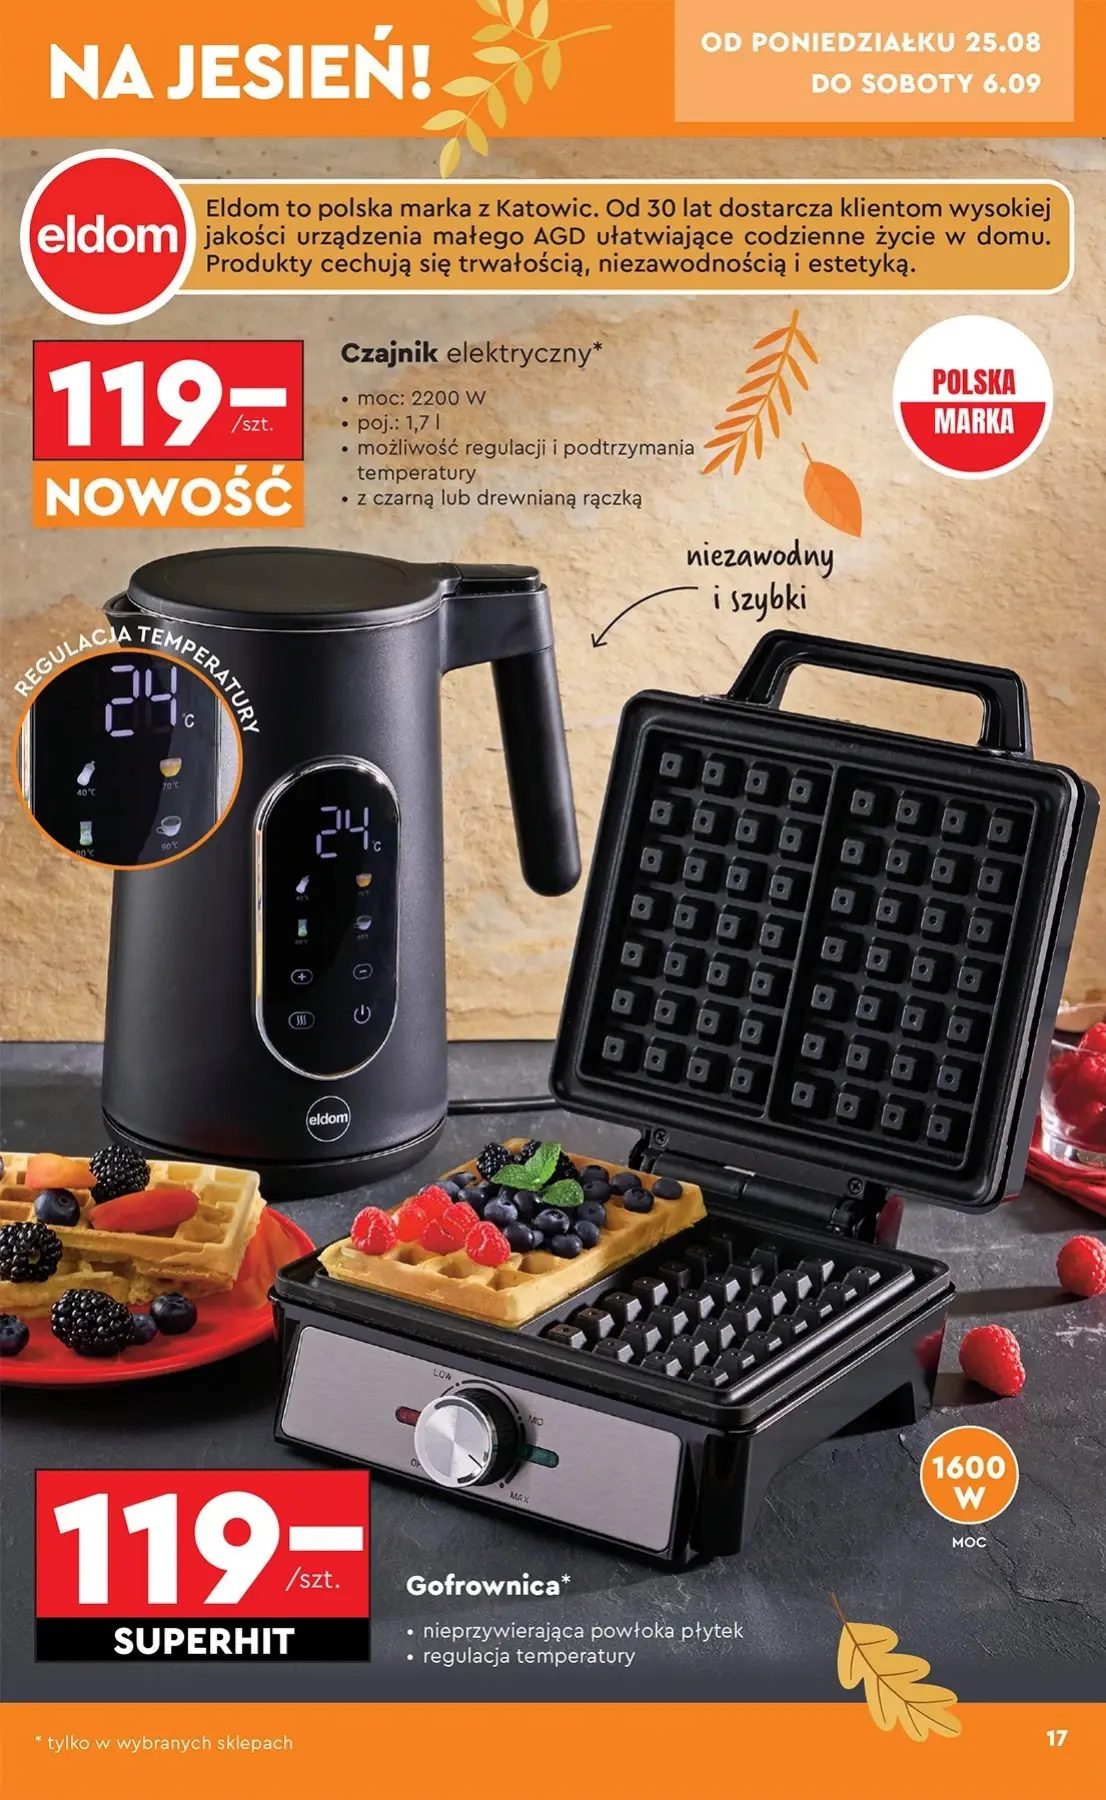 NA JESIEŃ!
OD PONIEDZIAŁKU 25.08
DO SOBOTY 6.09
eldom
Eldom to polska marka z Katowic. Od 30 lat dostarcza klientom wysokiej
jakości urządzenia małego AGD ułatwiające codzienne życie w domu.
Produkty cechują się trwałością, niezawodnością i estetyką.
119-
/szt.
NOWOŚĆ
Czajnik elektryczny*
• moc: 2200 W
• poj.: 1,7 l
• możliwość regulacji i podtrzymania
temperatury
• z czarną lub drewnianą rączką
POLSKA
MARKA
niezawodny
i szybki
REGULACJA TEMPERATURY
24 °C
40°C 70°C
90°C
24 °C
eldom
LOW
MID
MAX
1600
W
MOC
119-
/szt.
SUPERHIT
Gofrownica*
• nieprzywierająca powłoka płytek
• regulacja temperatury
* tylko w wybranych sklepach
17